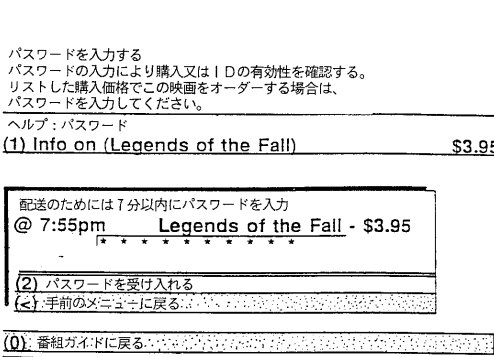 パスワードを入力する
パスワードの入力により購入又はIDの有効性を確認する。
リストした購入価格でこの映画をオーダーする場合は、
パスワードを入力してください。
ヘルプ：パスワード
(1) Info on (Legends of the Fall) $3.95
配送のためには7分以内にパスワードを入力
@ 7:55pm Legends of the Fall - $3.95
* * * * * * * * * *
(2) パスワードを受け入れる
(<) 手前のメニューに戻る
(0) 番組ガイドに戻る